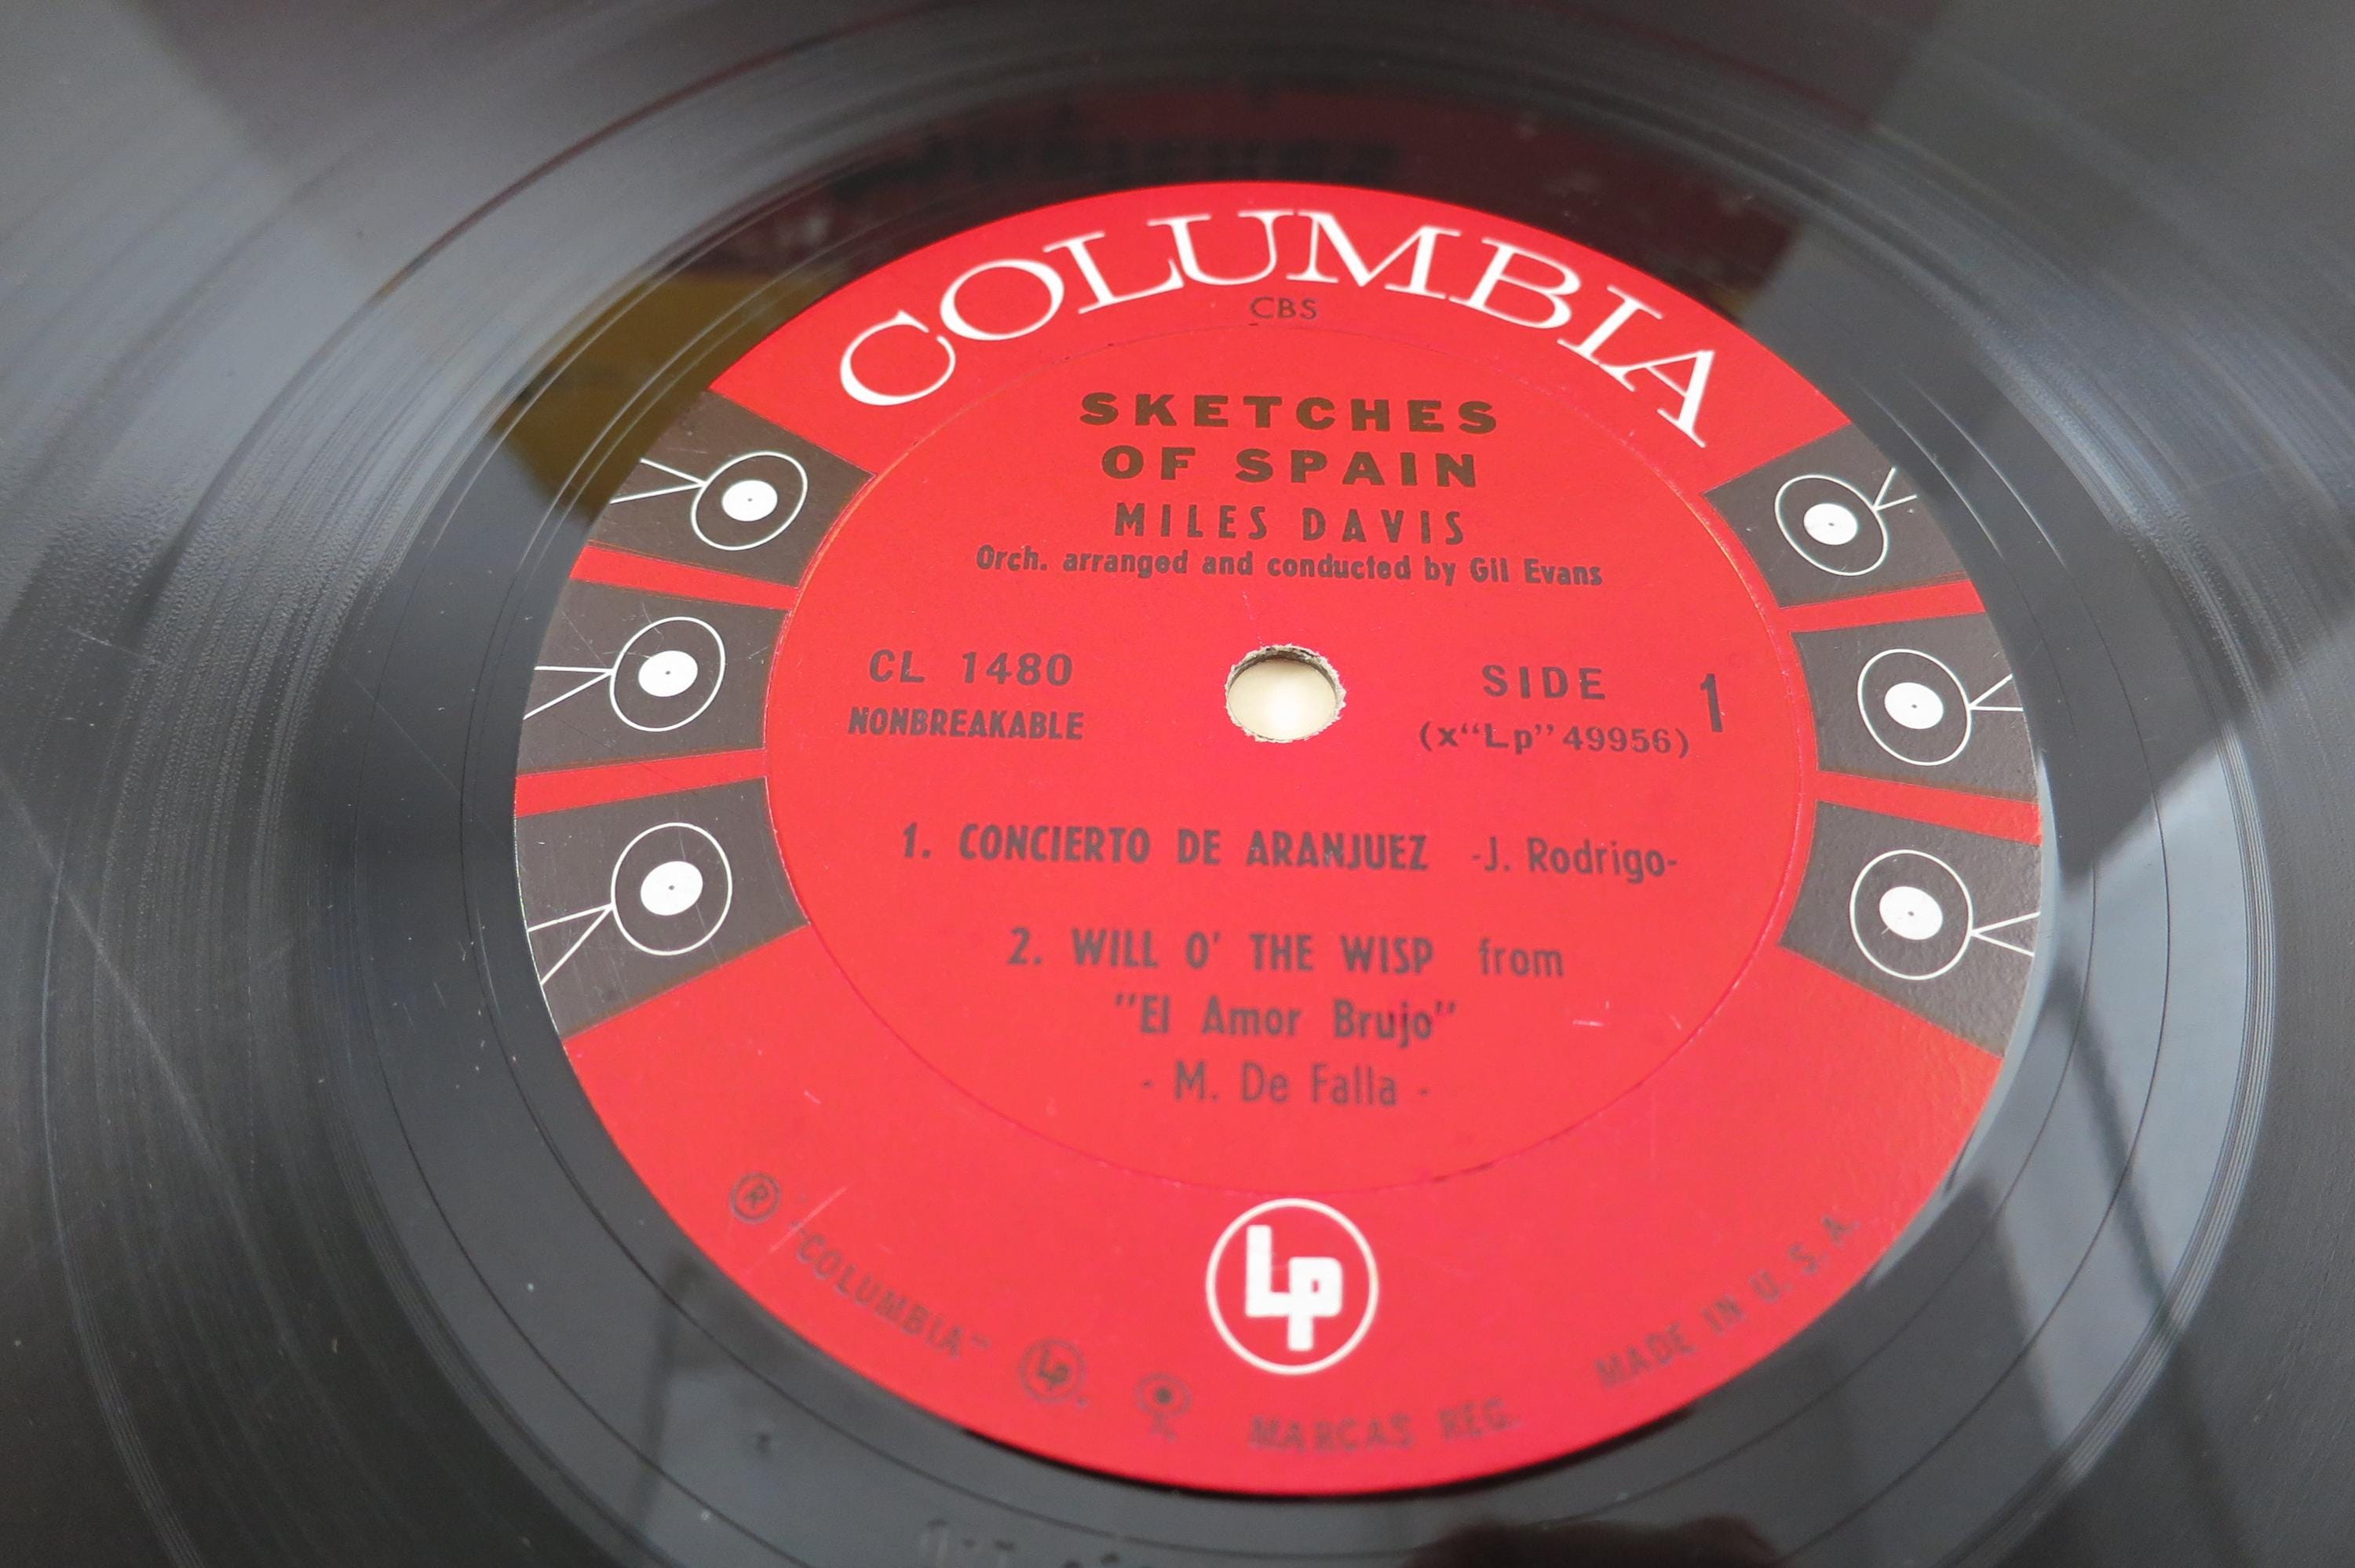 COLUMBIA
CBS
SKETCHES
OF SPAIN
MILES DAVIS
Orch. arranged and conducted by Gil Evans
CL 1480
NONBREAKABLE
SIDE 1
(x“Lp” 49956)
1. CONCIERTO DE ARANJUEZ -J. Rodrigo-
2. WILL O' THE WISP from
"El Amor Brujo"
- M. De Falla -
LP
® "COLUMBIA" LP MARCAS REG. MADE IN U. S. A.